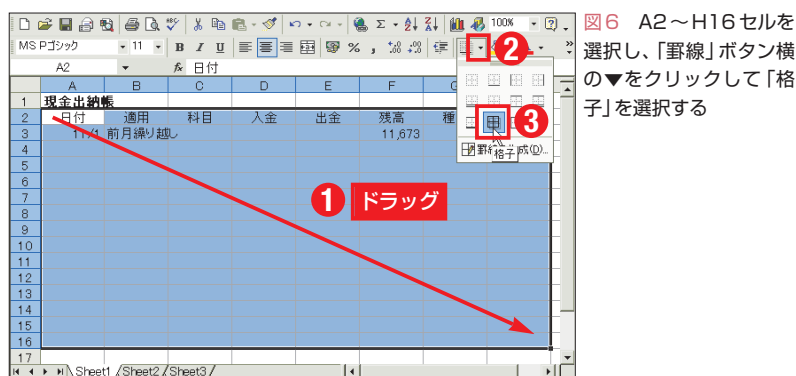 100%
MS Pゴシック 11 B I U
A2 fx 日付
A B C D E F G
1 現金出納帳
2 日付 適用 科目 入金 出金 残高 種
3 11/1 前月繰り越し 11,673
4
5
6
7
8
9
10
11
12
13
14
15
16
17
2
3
格子
(D)...
1 ドラッグ
Sheet1 Sheet2 Sheet3
図6 A2～H16セルを
選択し、「罫線」ボタン横
の▼をクリックして「格
子」を選択する